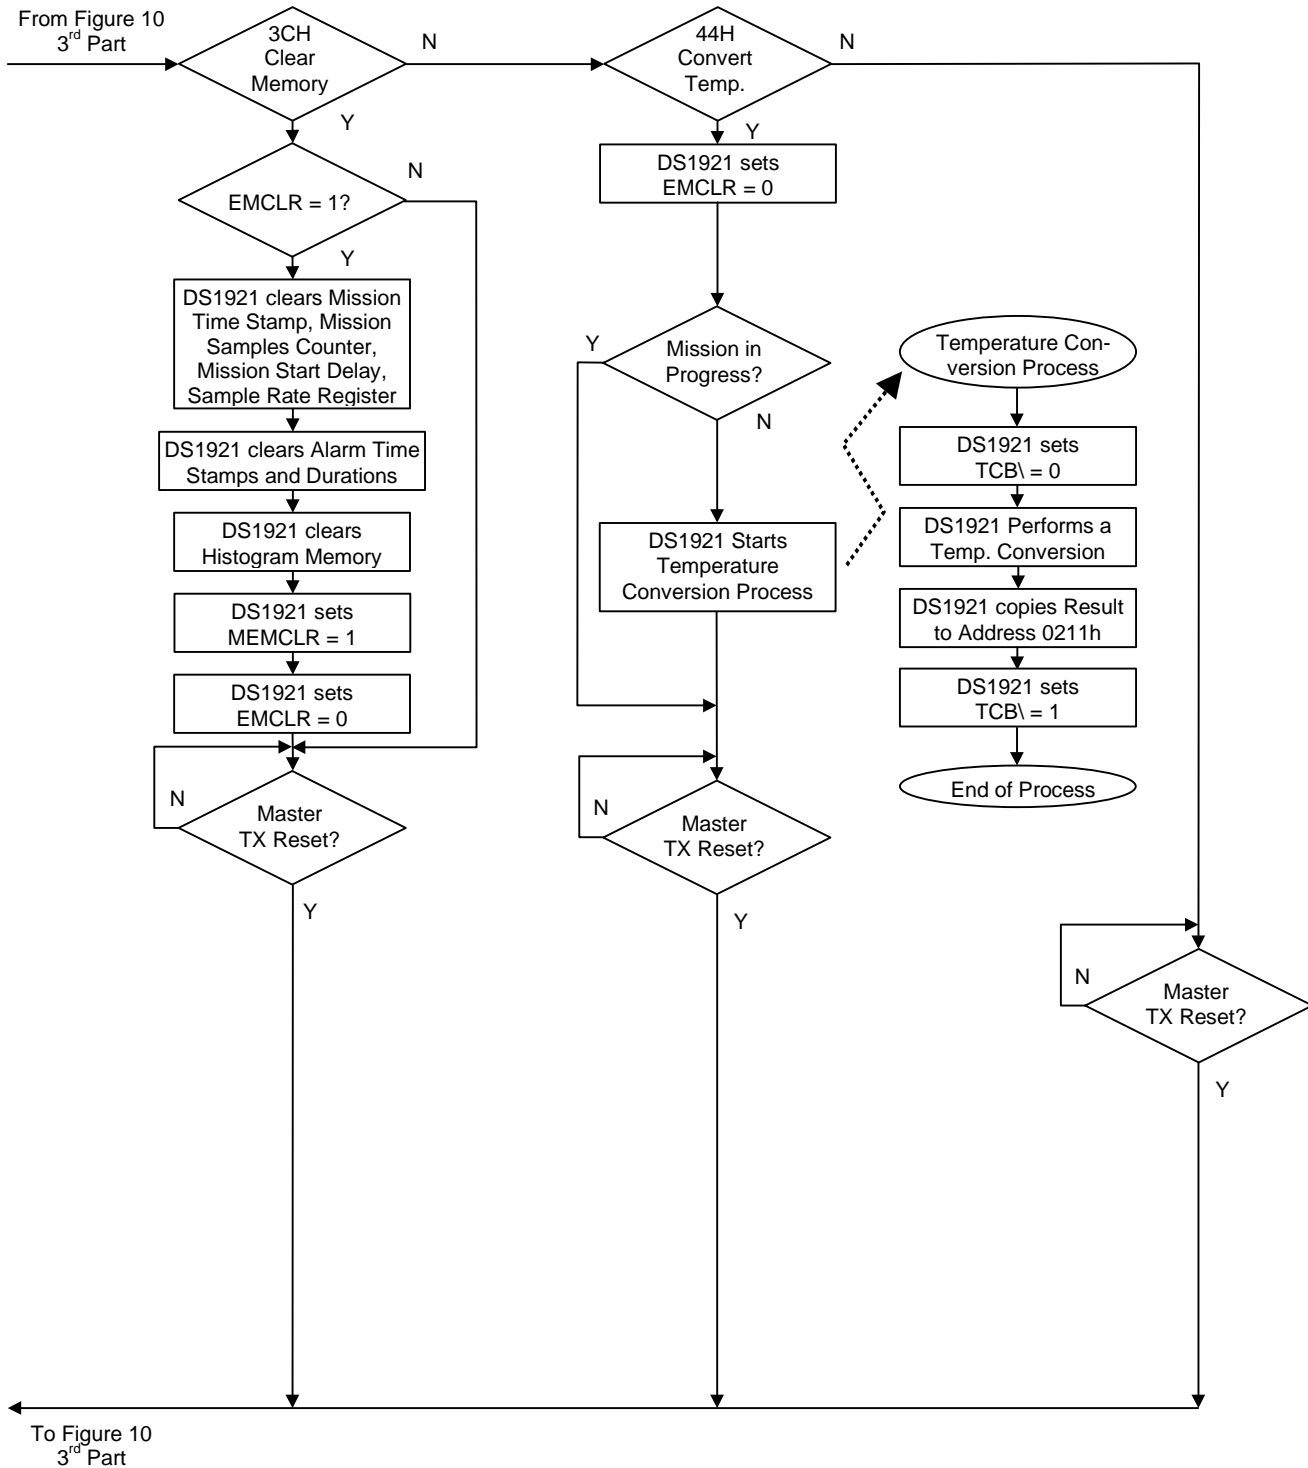 From Figure 10
3rd Part
3CH
Clear
Memory
N
Y
44H
Convert
Temp.
N
Y
EMCLR = 1?
N
Y
DS1921 sets
EMCLR = 0
DS1921 clears Mission
Time Stamp, Mission
Samples Counter,
Mission Start Delay,
Sample Rate Register
DS1921 clears Alarm Time
Stamps and Durations
DS1921 clears
Histogram Memory
DS1921 sets
MEMCLR = 1
DS1921 sets
EMCLR = 0
N
Master
TX Reset?
Y
Y
Mission in
Progress?
N
DS1921 Starts
Temperature
Conversion Process
N
Master
TX Reset?
Y
Temperature Con-
version Process
DS1921 sets
TCB\ = 0
DS1921 Performs a
Temp. Conversion
DS1921 copies Result
to Address 0211h
DS1921 sets
TCB\ = 1
End of Process
N
Master
TX Reset?
Y
To Figure 10
3rd Part